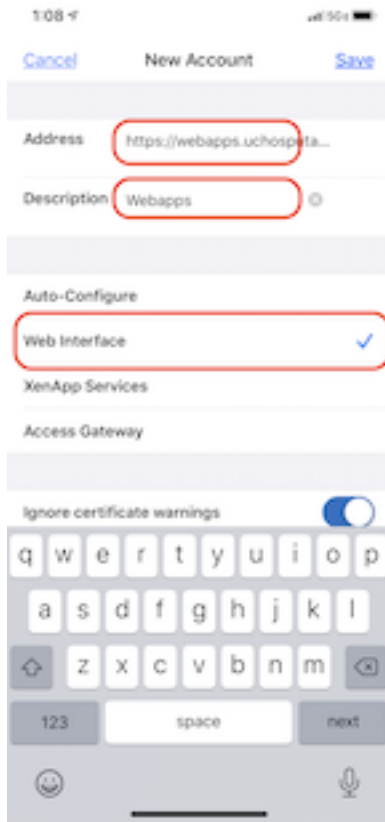 1:08
Cancel New Account Save
Address https://webapps.uchospita...
Description Webapps
Auto-Configure
Web Interface
XenApp Services
Access Gateway
Ignore certificate warnings
q w e r t y u i o p
a s d f g h j k l
z x c v b n m
123 space next